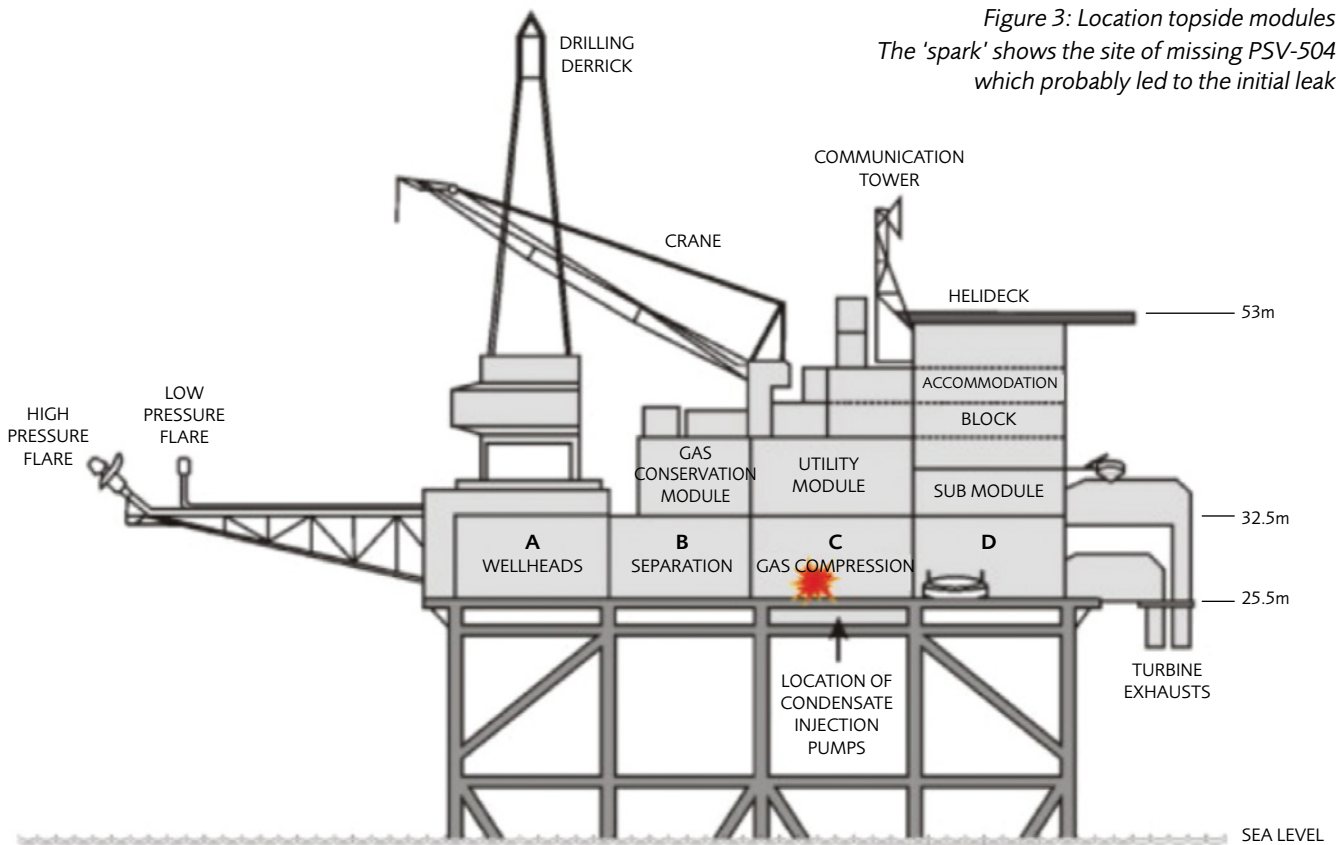 Figure 3: Location topside modules
The 'spark' shows the site of missing PSV-504
which probably led to the initial leak
DRILLING
DERRICK
COMMUNICATION
TOWER
CRANE
HELIDECK
53m
ACCOMMODATION
BLOCK
LOW
PRESSURE
FLARE
HIGH
PRESSURE
FLARE
GAS
CONSERVATION
MODULE
UTILITY
MODULE
SUB MODULE
32.5m
A
WELLHEADS
B
SEPARATION
C
GAS COMPRESSION
D
25.5m
LOCATION OF
CONDENSATE
INJECTION
PUMPS
TURBINE
EXHAUSTS
SEA LEVEL